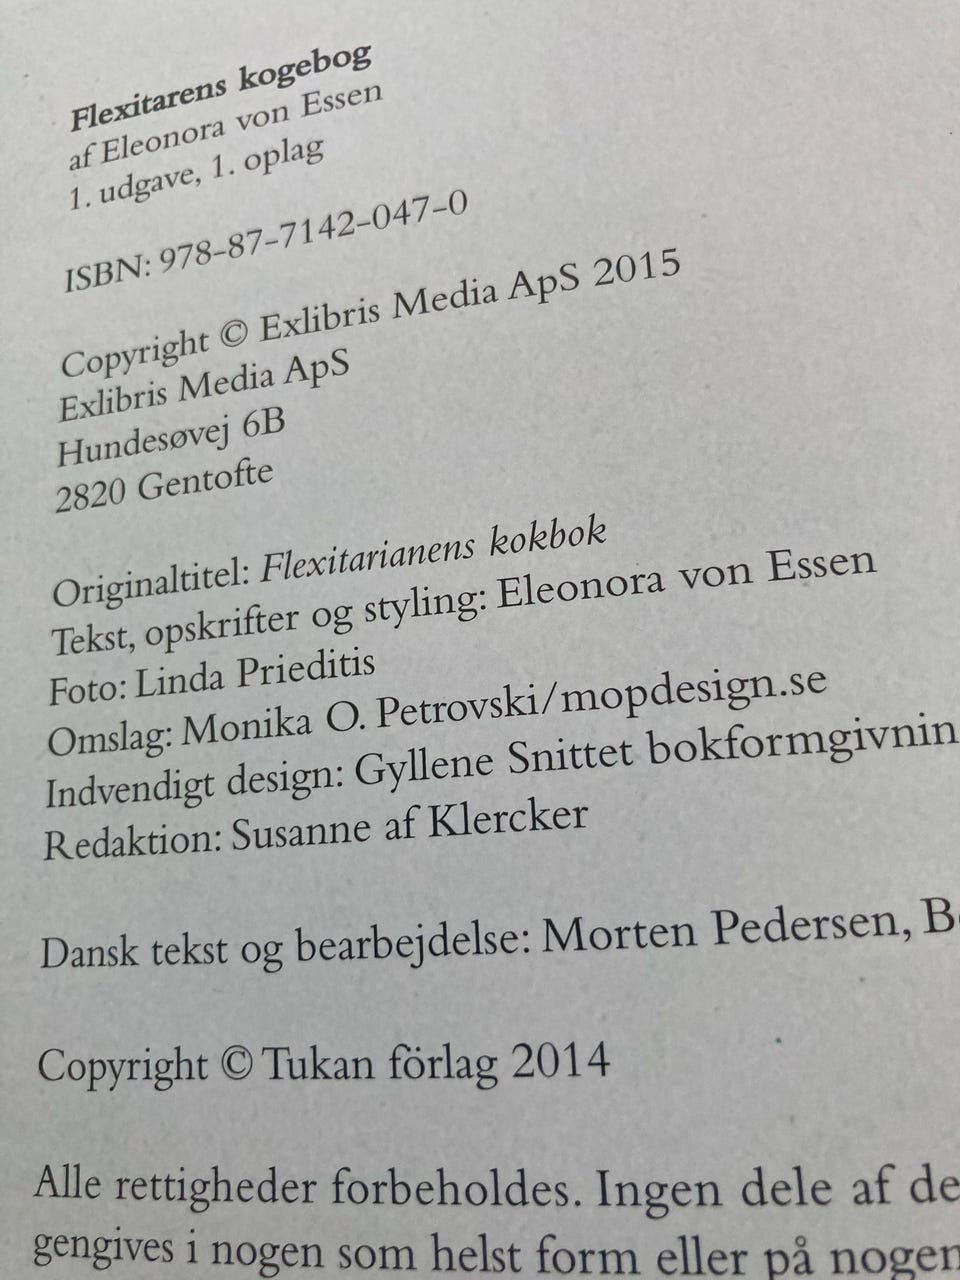 Flexitarens kogebog
af Eleonora von Essen
1. udgave, 1. oplag
ISBN: 978-87-7142-047-0
Copyright © Exlibris Media ApS 2015
Exlibris Media ApS
Hundesøvej 6B
2820 Gentofte
Originaltitel: Flexitarianens kokbok
Tekst, opskrifter og styling: Eleonora von Essen
Foto: Linda Prieditis
Omslag: Monika O. Petrovski/mopdesign.se
Indvendigt design: Gyllene Snittet bokformgivnin
Redaktion: Susanne af Klercker
Dansk tekst og bearbejdelse: Morten Pedersen, B
Copyright © Tukan förlag 2014
Alle rettigheder forbeholdes. Ingen dele af de
gengives i nogen som helst form eller på nogen